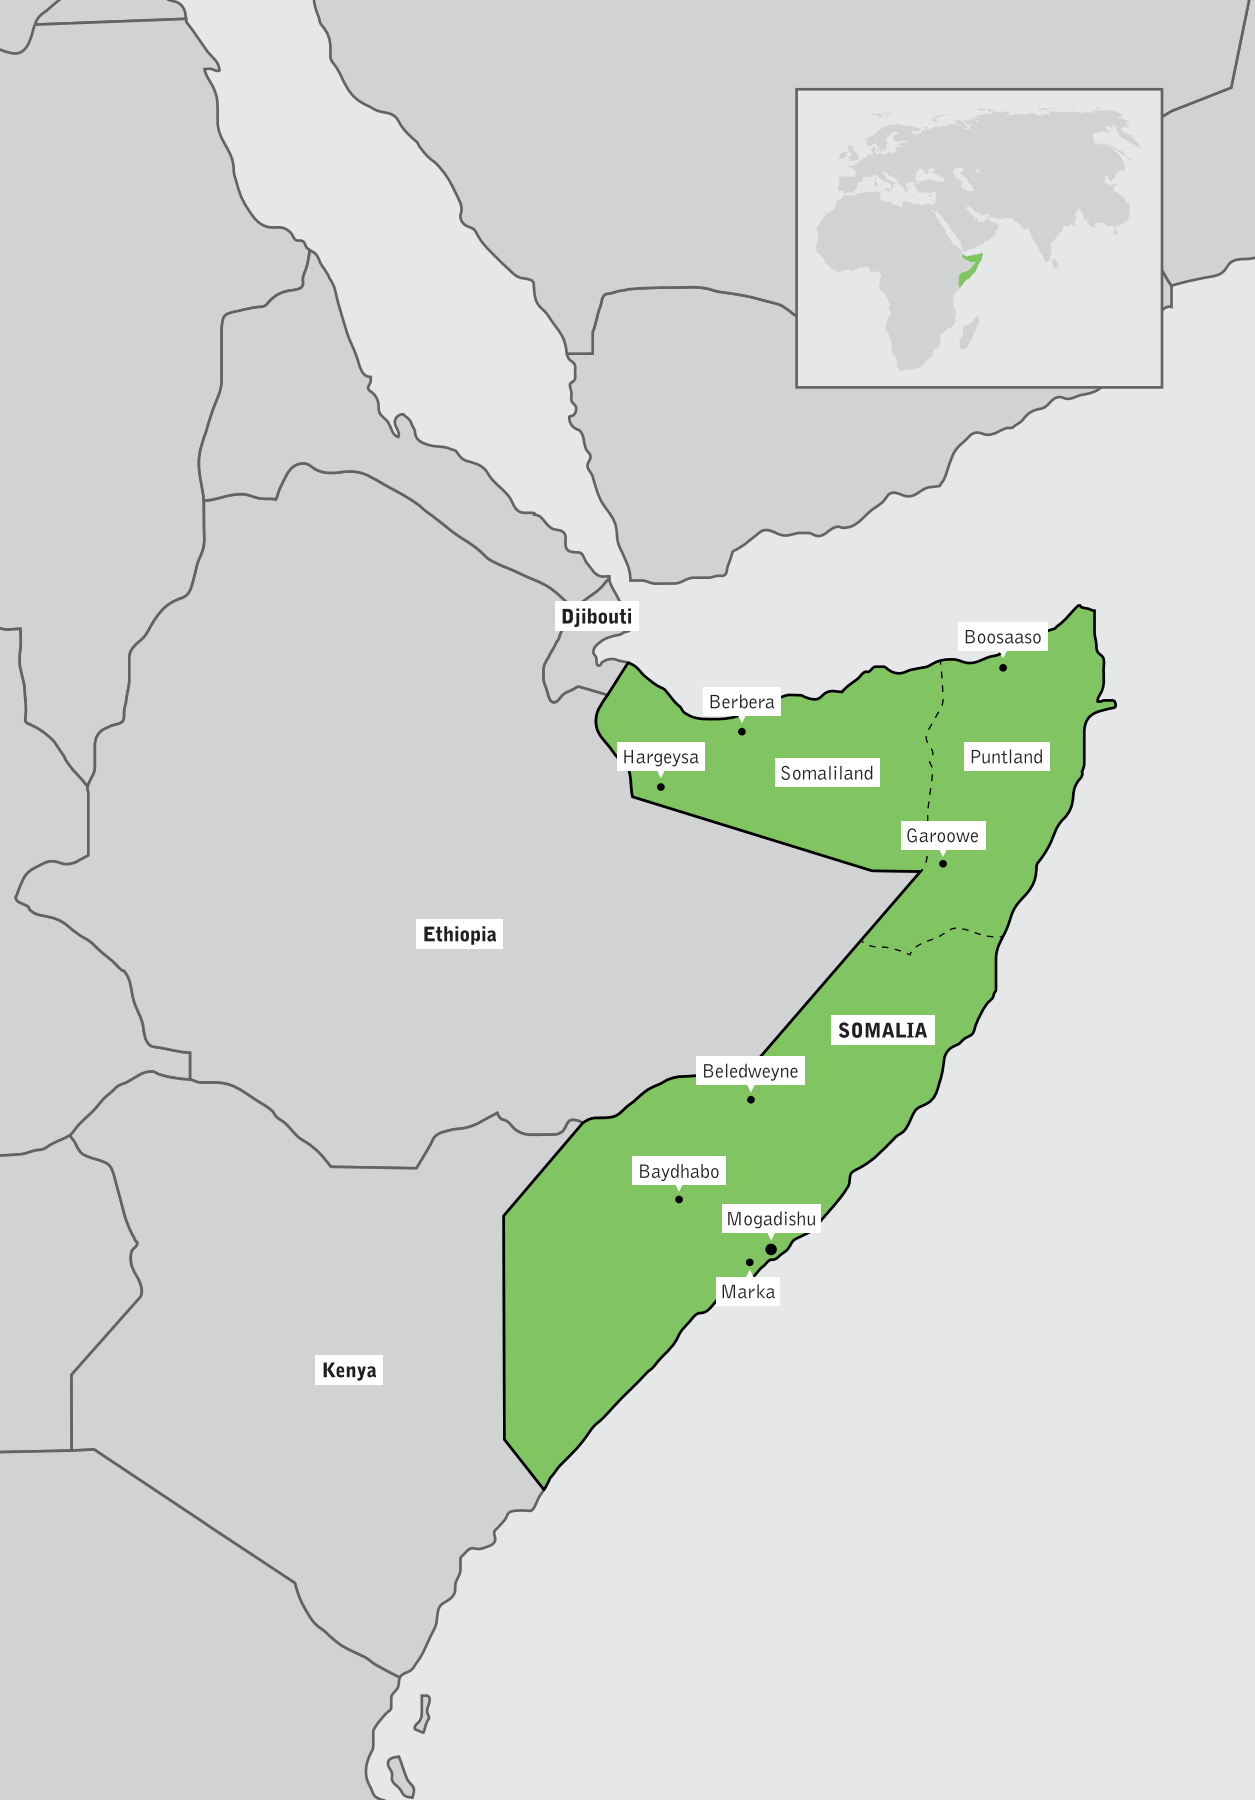 Djibouti
Boosaaso
Berbera
Hargeysa
Puntland
Somaliland
Garoowe
Ethiopia
SOMALIA
Beledweyne
Baydhabo
Mogadishu
Marka
Kenya